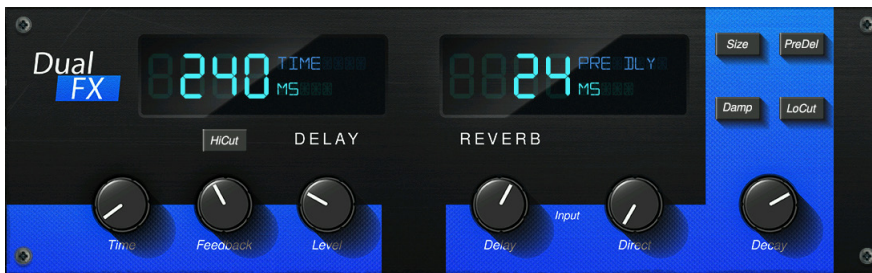 Dual
FX
240
TIME
MS
24
PRE DLY
MS
Size
PreDel
Damp
LoCut
HiCut
DELAY
REVERB
Input
Time
Feedback
Level
Delay
Direct
Decay